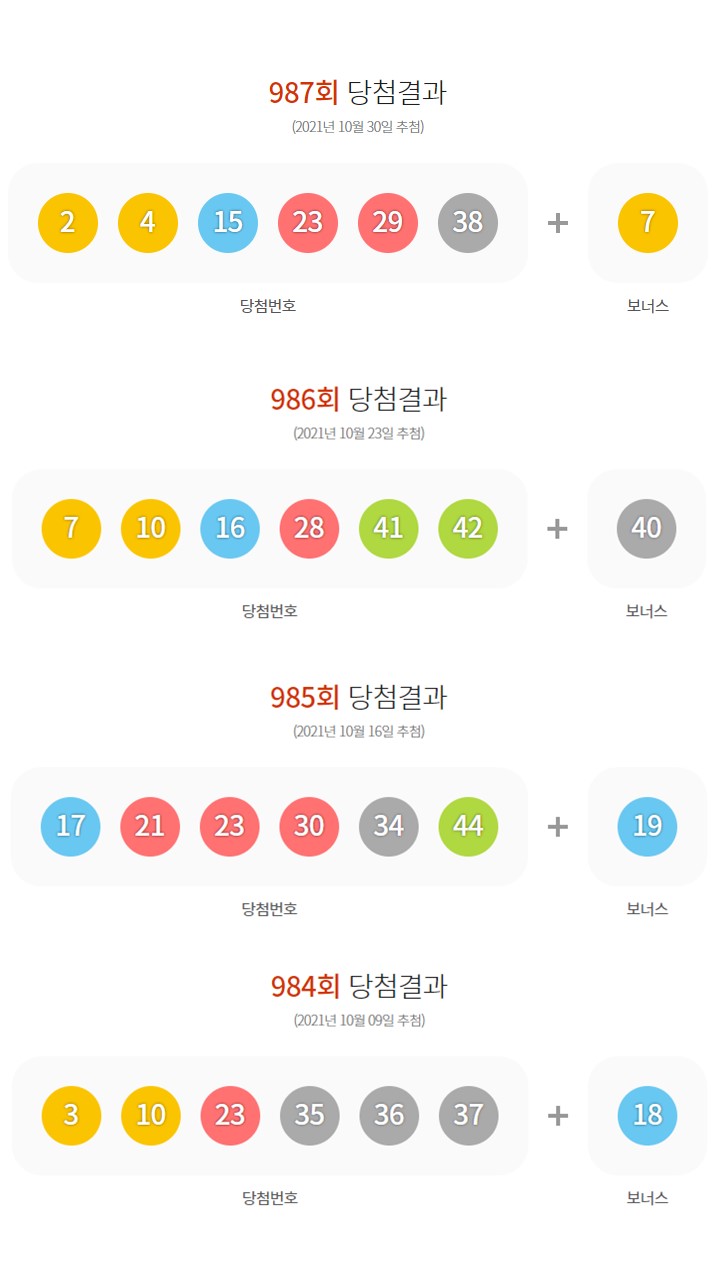 987회 당첨결과
(2021년 10월 30일 추첨)
2 4 15 23 29 38 + 7
당첨번호 보너스
986회 당첨결과
(2021년 10월 23일 추첨)
7 10 16 28 41 42 + 40
당첨번호 보너스
985회 당첨결과
(2021년 10월 16일 추첨)
17 21 23 30 34 44 + 19
당첨번호 보너스
984회 당첨결과
(2021년 10월 09일 추첨)
3 10 23 35 36 37 + 18
당첨번호 보너스